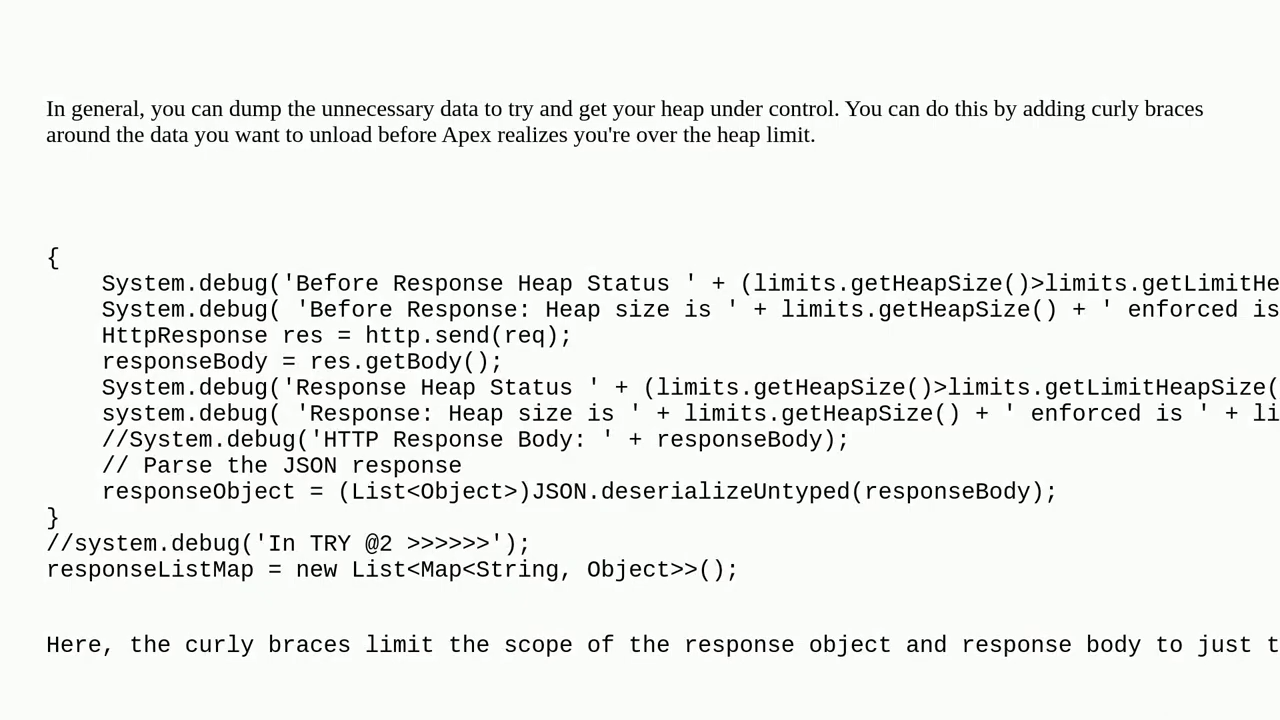 In general, you can dump the unnecessary data to try and get your heap under control. You can do this by adding curly braces
around the data you want to unload before Apex realizes you're over the heap limit.
{
    System.debug('Before Response Heap Status ' + (limits.getHeapSize()>limits.getLimitHe
    System.debug( 'Before Response: Heap size is ' + limits.getHeapSize() + ' enforced is
    HttpResponse res = http.send(req);
    responseBody = res.getBody();
    System.debug('Response Heap Status ' + (limits.getHeapSize()>limits.getLimitHeapSize(
    system.debug( 'Response: Heap size is ' + limits.getHeapSize() + ' enforced is ' + li
    //System.debug('HTTP Response Body: ' + responseBody);
    // Parse the JSON response
    responseObject = (List<Object>)JSON.deserializeUntyped(responseBody);
}
//system.debug('In TRY @2 >>>>>>');
responseListMap = new List<Map<String, Object>>();
Here, the curly braces limit the scope of the response object and response body to just t